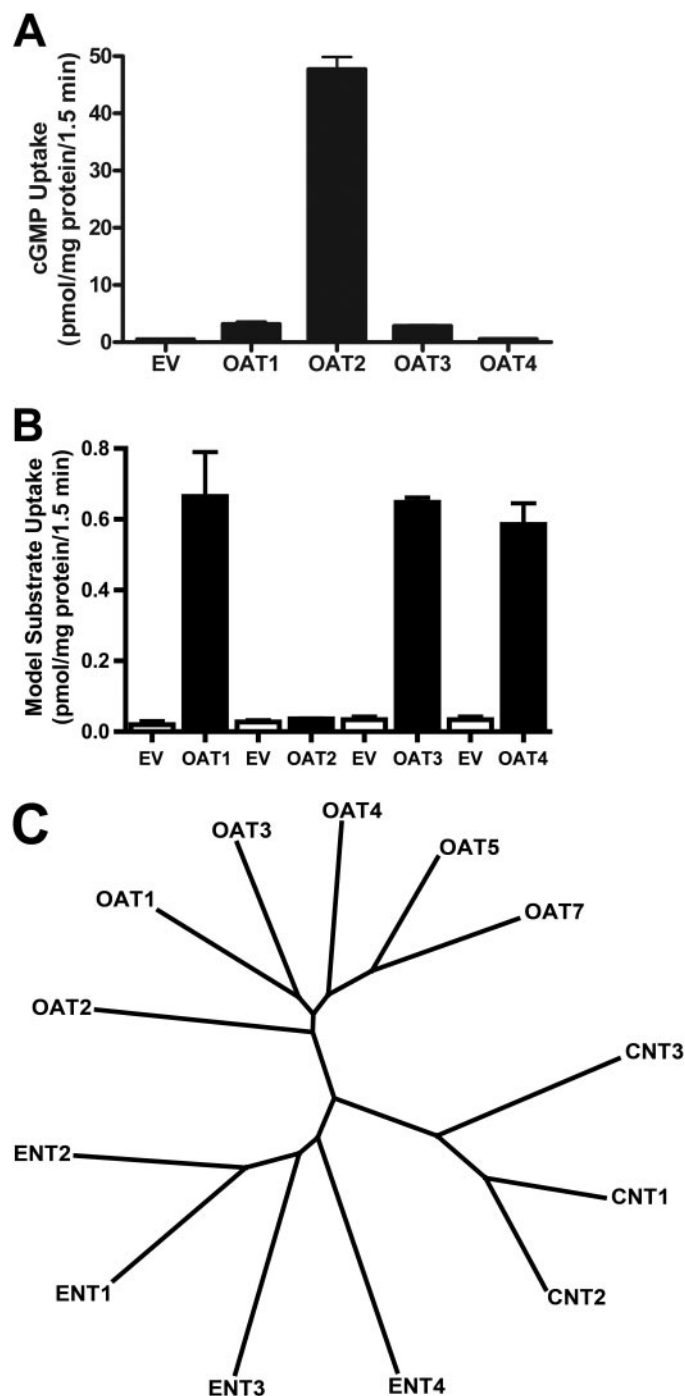 A
cGMP Uptake
(pmol/mg protein/1.5 min)
50
40
30
20
10
0
EV OAT1 OAT2 OAT3 OAT4
B
Model Substrate Uptake
(pmol/mg protein/1.5 min)
0.8
0.6
0.4
0.2
0.0
EV OAT1 EV OAT2 EV OAT3 EV OAT4
C
OAT4
OAT3
OAT5
OAT1
OAT7
OAT2
CNT3
ENT2
CNT1
ENT1
CNT2
ENT3
ENT4